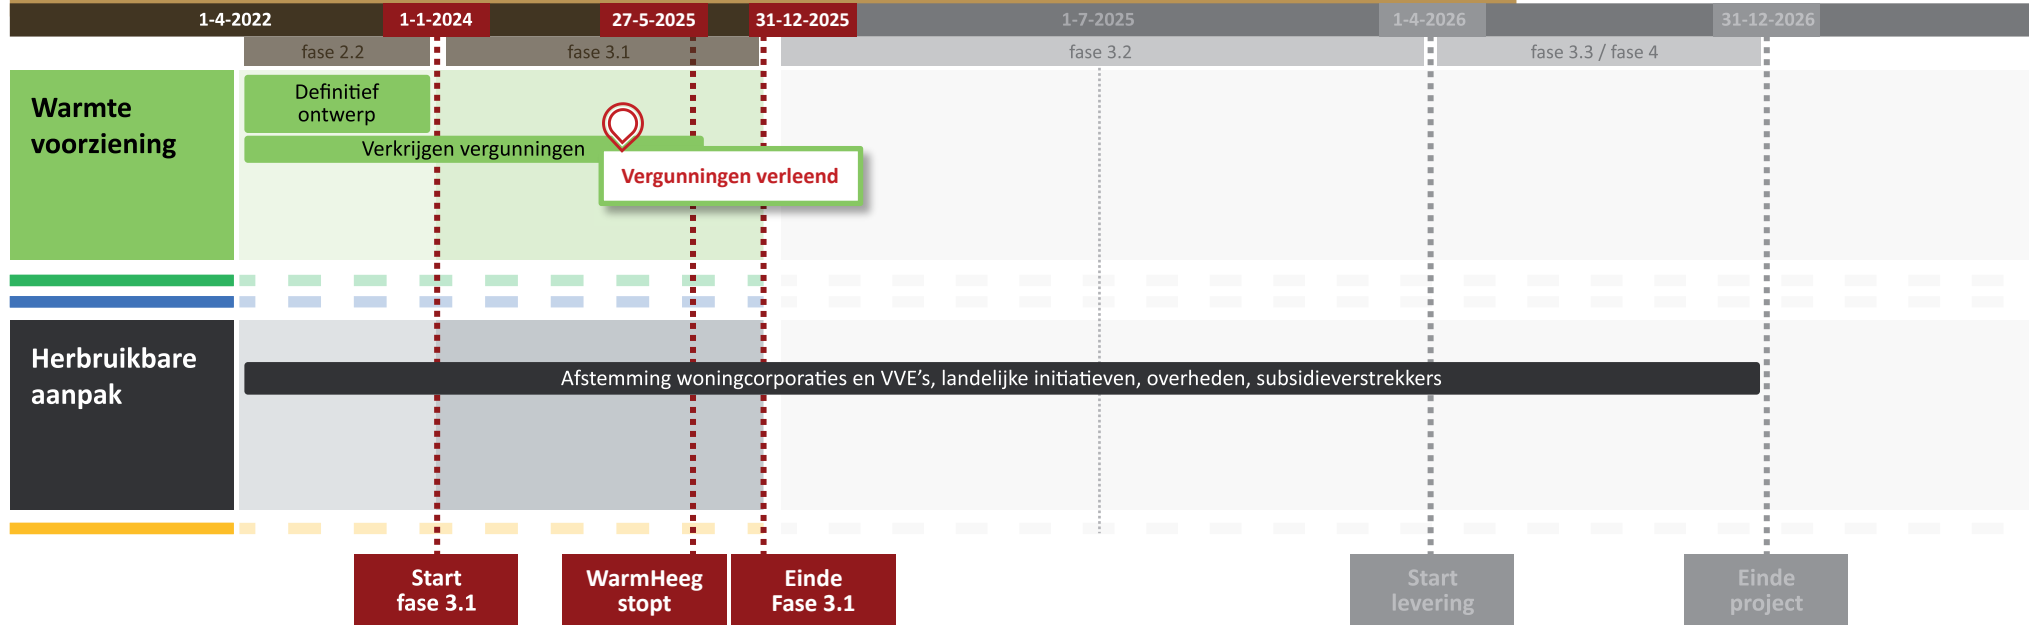 1-4-2022
1-1-2024
27-5-2025
31-12-2025
1-7-2025
1-4-2026
31-12-2026
fase 2.2
fase 3.1
fase 3.2
fase 3.3 / fase 4
Warmte
voorziening
Definitief
ontwerp
Verkrijgen vergunningen
Vergunningen verleend
Herbruikbare
aanpak
Afstemming woningcorporaties en VVE’s, landelijke initiatieven, overheden, subsidieverstrekkers
Start
fase 3.1
WarmHeeg
stopt
Einde
Fase 3.1
Start
levering
Einde
project